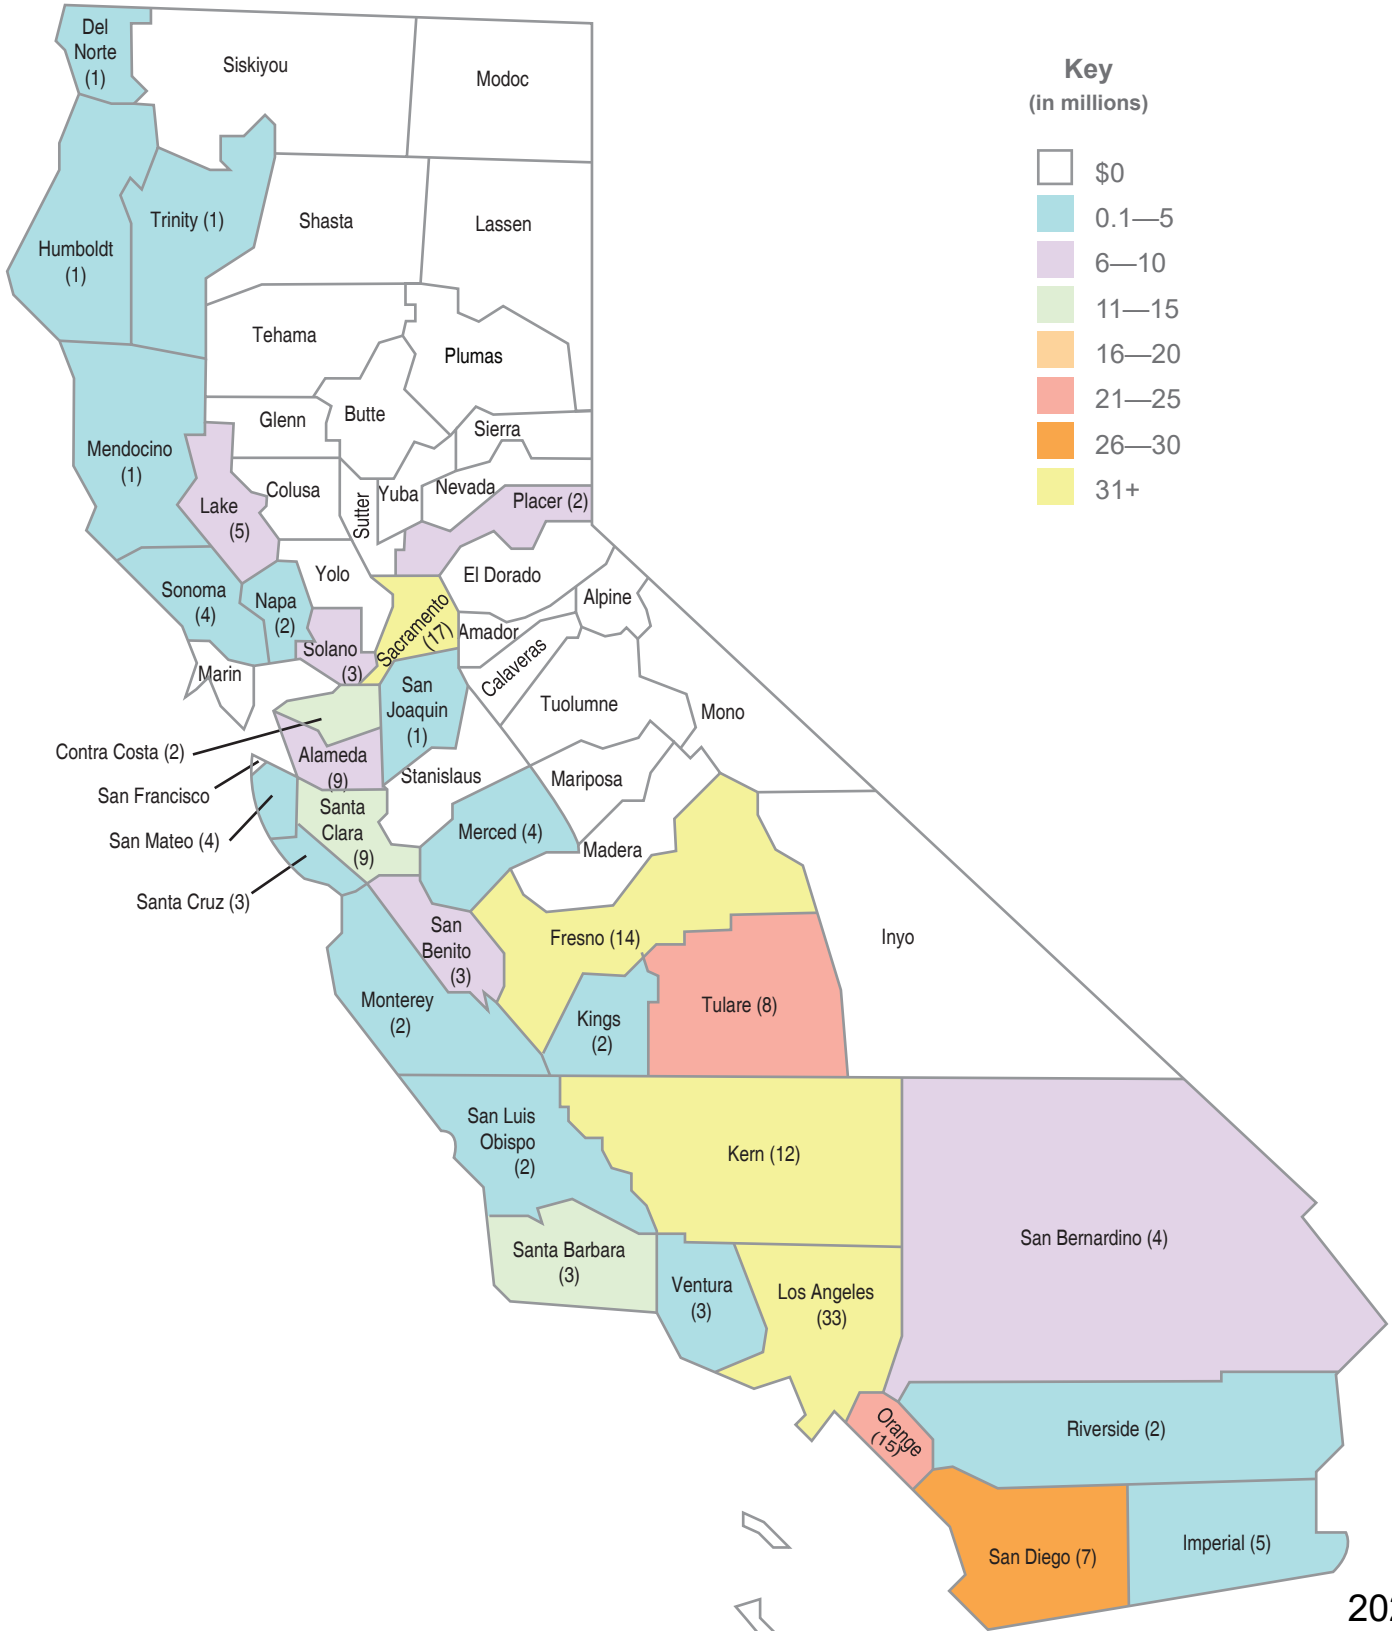 Key
(in millions)
$0
0.1—5
6—10
11—15
16—20
21—25
26—30
31+
Del
Norte
(1)
Siskiyou
Modoc
Trinity (1)
Shasta
Lassen
Humboldt
(1)
Tehama
Plumas
Glenn
Butte
Sierra
Mendocino
(1)
Lake
(5)
Colusa
Sutter
Yuba
Nevada
Placer (2)
Sonoma
(4)
Napa
(2)
Yolo
El Dorado
Alpine
Sacramento
(17)
Amador
Solano
(3)
Marin
Calaveras
San
Joaquin
(1)
Tuolumne
Mono
Contra Costa (2)
Alameda
(9)
Stanislaus
Mariposa
San Francisco
San Mateo (4)
Santa
Clara
(9)
Merced (4)
Madera
Santa Cruz (3)
San
Benito
(3)
Fresno (14)
Inyo
Monterey
(2)
Kings
(2)
Tulare (8)
San Luis
Obispo
(2)
Kern (12)
San Bernardino (4)
Santa Barbara
(3)
Ventura
(3)
Los Angeles
(33)
Orange
(15)
Riverside (2)
San Diego (7)
Imperial (5)